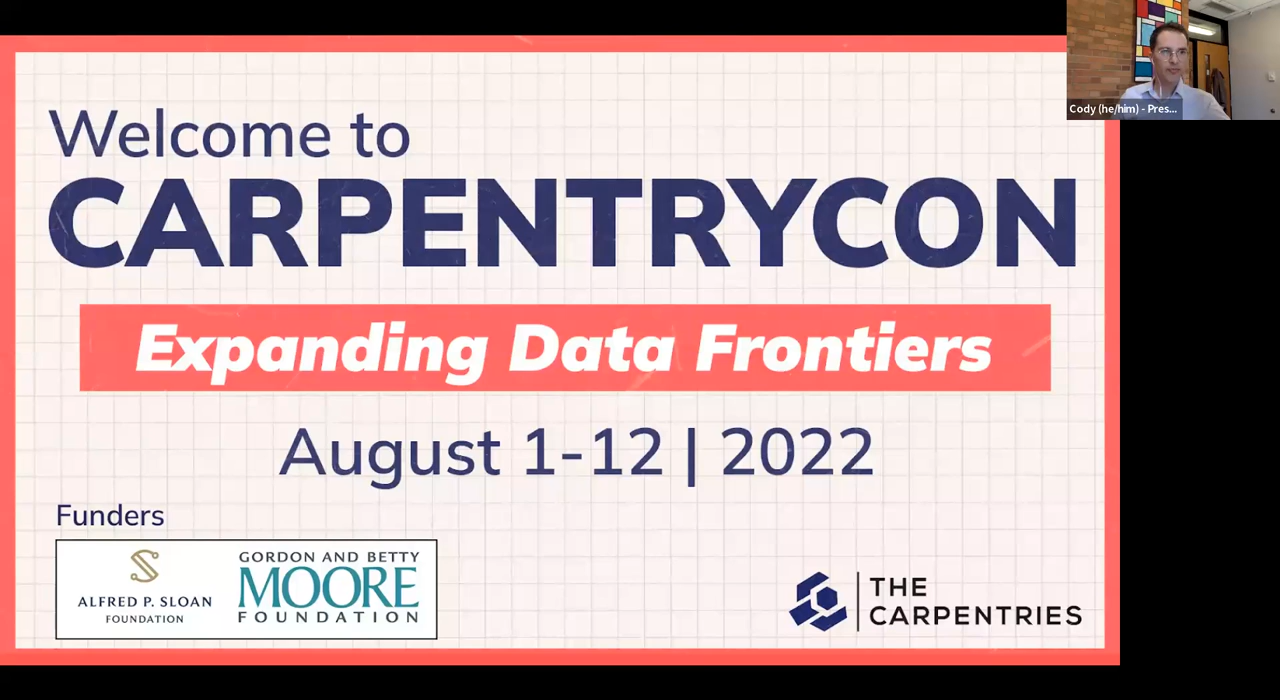 Welcome to
CARPENTRYCON
Expanding Data Frontiers
August 1-12 | 2022
Funders
ALFRED P. SLOAN
FOUNDATION
GORDON AND BETTY
MOORE
FOUNDATION
THE
CARPENTRIES
Cody (he/him) - Pres...